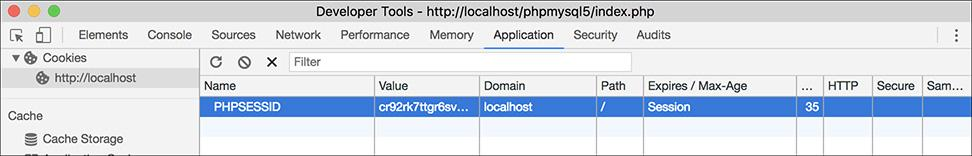 Developer Tools - http://localhost/phpmysql5/index.php
Elements Console Sources Network Performance Memory Application Security Audits
Cookies
http://localhost
Cache
Cache Storage
Filter
Name Value Domain Path Expires / Max-Age ... HTTP Secure Sam...
PHPSESSID cr92rk7ttgr6sv... localhost / Session 35